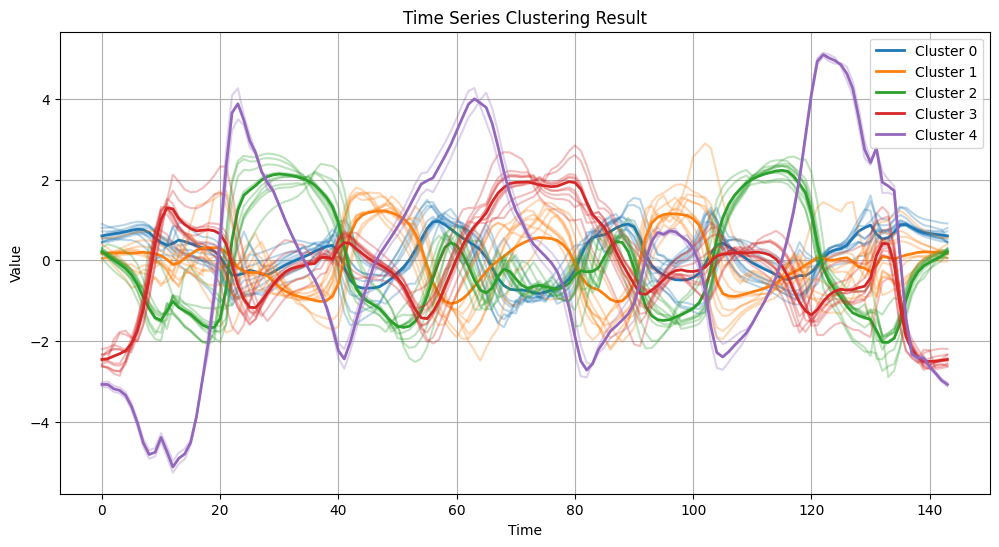 Time Series Clustering Result
Cluster 0
Cluster 1
Cluster 2
Cluster 3
Cluster 4
Value
4
2
0
−2
−4
0 20 40 60 80 100 120 140
Time